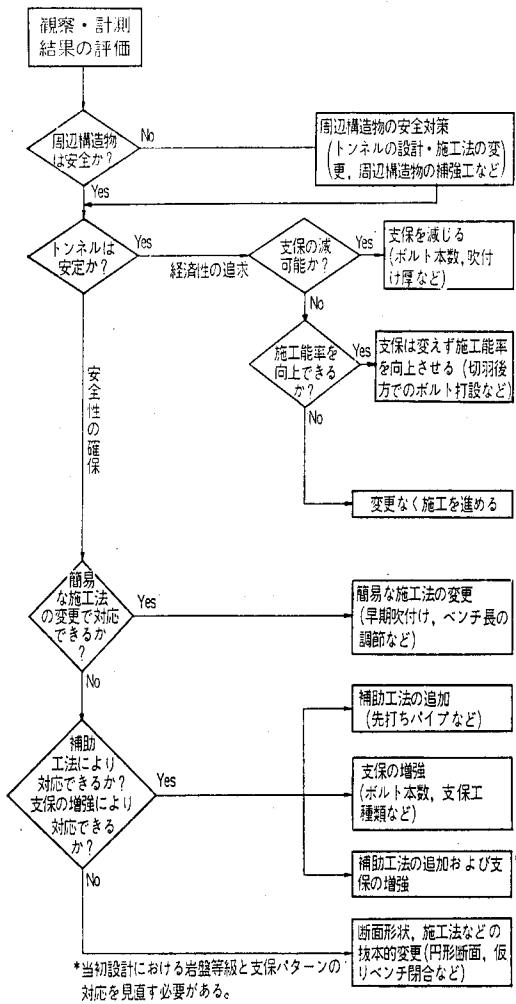 観察・計測
結果の評価
周辺構造物
は安全か?
No
周辺構造物の安全対策
(トンネルの設計・施工法の変
更,周辺構造物の補強工など)
Yes
トンネルは
安定か?
Yes
経済性の追求
支保の減
可能か?
Yes
支保を減じる
(ボルト本数,吹付
け厚など)
No
施工能率を
向上できる
か?
Yes
支保は変えず施工能率
を向上させる(切羽後
方でのボルト打設など)
No
変更なく施工を進める
安全性の確保
簡易
な施工法
の変更で対応
できるか
?
Yes
簡易な施工法の変更
(早期吹付け,ベンチ長の
調節など)
No
補助
工法により
対応できるか?
支保の増強により
対応できる
か?
Yes
補助工法の追加
(先打ちパイプなど)
支保の増強
(ボルト本数,支保工
種類など)
補助工法の追加および支
保の増強
No
断面形状,施工法などの
抜本的変更(円形断面,仮
りベンチ閉合など)
*当初設計における岩盤等級と支保パターンの
対応を見直す必要がある。